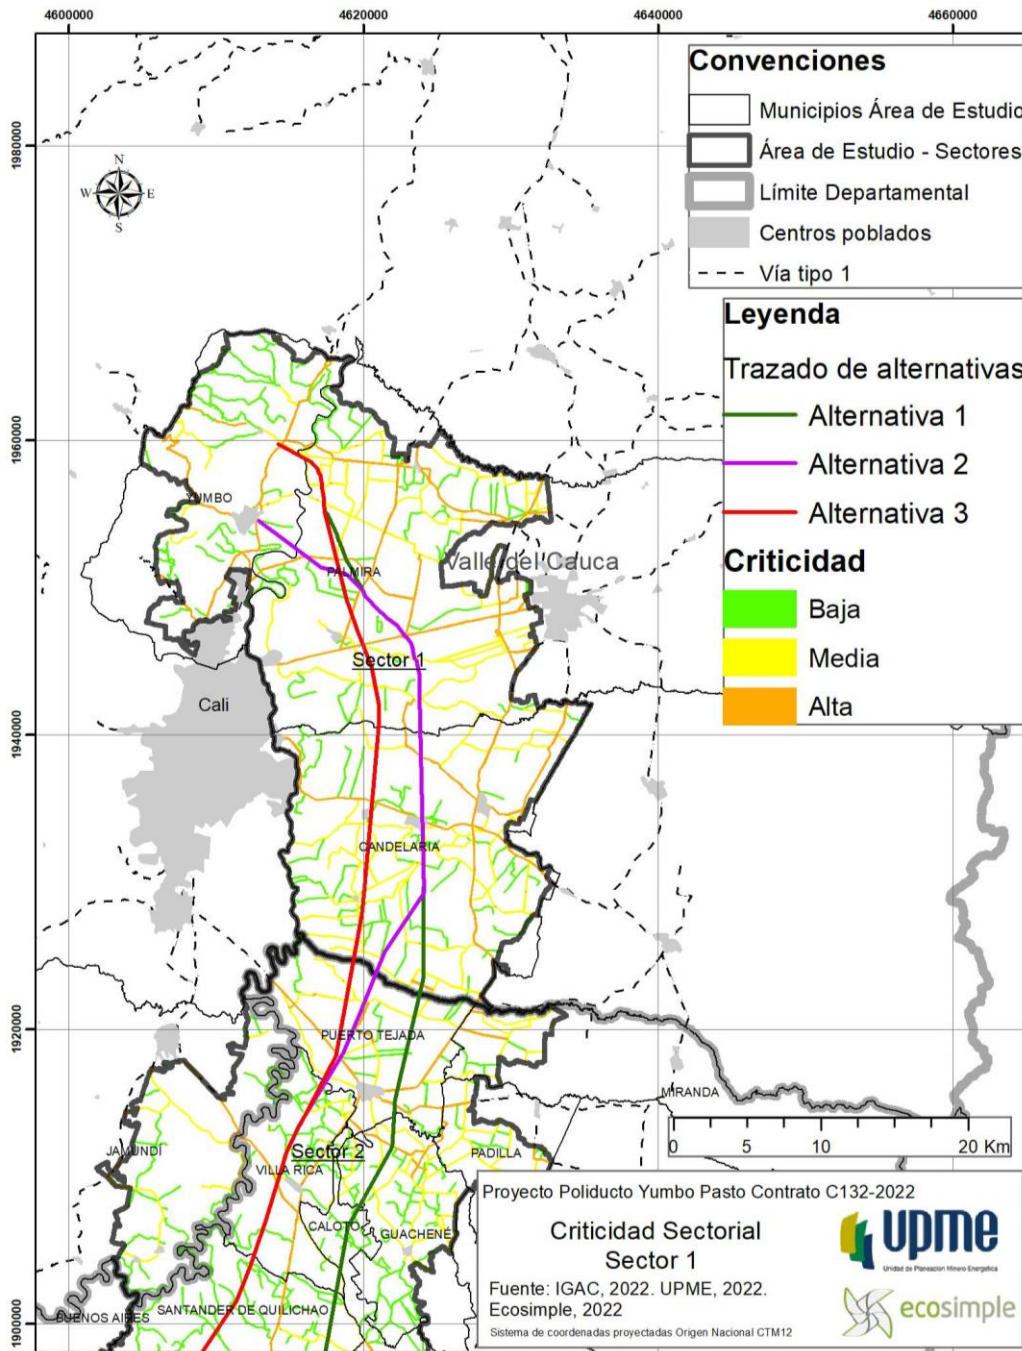 4600000
4620000
4640000
4660000
1980000
1960000
1940000
1920000
1900000
N
W
E
S
Convenciones
Municipios Área de Estudio
Área de Estudio - Sectores
Límite Departamental
Centros poblados
Vía tipo 1
Leyenda
Trazado de alternativas
Alternativa 1
Alternativa 2
Alternativa 3
Criticidad
Baja
Media
Alta
YUMBO
Valle del Cauca
PALMIRA
Sector 1
Cali
CANDELARIA
PUERTO TEJADA
MIRANDA
JAMUNDÍ
Sector 2
PADILLA
VILLA RICA
CALOTO
GUACHENÉ
SANTANDER DE QUILICHAO
BUENOS AIRES
0 5 10 20 Km
Proyecto Poliducto Yumbo Pasto Contrato C132-2022
Criticidad Sectorial
Sector 1
Fuente: IGAC, 2022. UPME, 2022.
Ecosimple, 2022
Sistema de coordenadas proyectadas Origen Nacional CTM12
upme
Unidad de Planeación Minero Energética
ecosimple